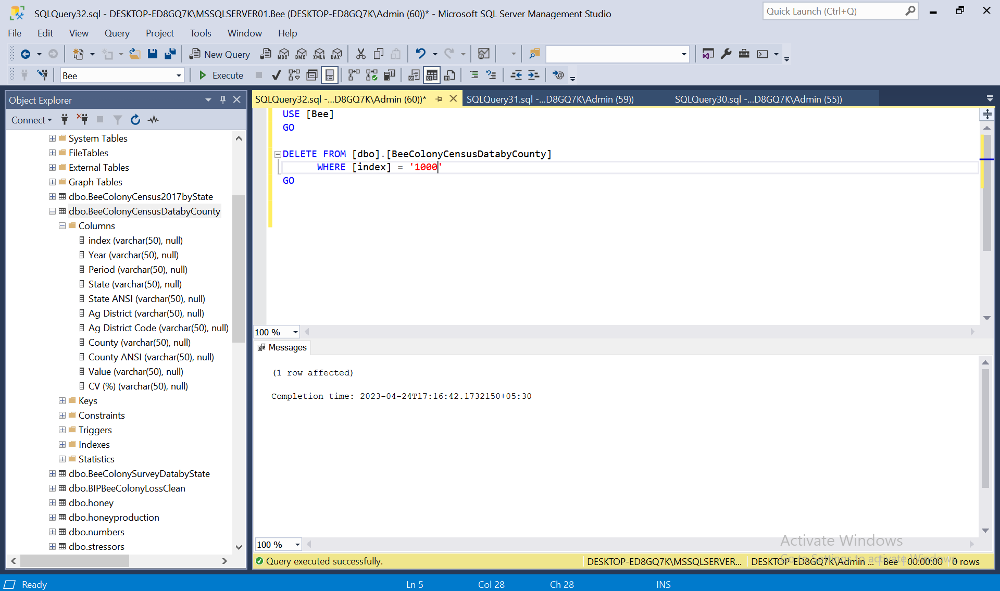 SQLQuery32.sql - DESKTOP-ED8GQ7K\MSSQLSERVER01.Bee (DESKTOP-ED8GQ7K\Admin (60))* - Microsoft SQL Server Management Studio
Quick Launch (Ctrl+Q)
File Edit View Query Project Tools Window Help
New Query MDX DMX XMLA DAX
Bee
Execute
Object Explorer
SQLQuery32.sql -...D8GQ7K\Admin (60))*
SQLQuery31.sql -...D8GQ7K\Admin (59))
SQLQuery30.sql -...D8GQ7K\Admin (55))
Connect
System Tables
FileTables
External Tables
Graph Tables
dbo.BeeColonyCensus2017byState
dbo.BeeColonyCensusDatabyCounty
Columns
index (varchar(50), null)
Year (varchar(50), null)
Period (varchar(50), null)
State (varchar(50), null)
State ANSI (varchar(50), null)
Ag District (varchar(50), null)
Ag District Code (varchar(50), null)
County (varchar(50), null)
County ANSI (varchar(50), null)
Value (varchar(50), null)
CV (%) (varchar(50), null)
Keys
Constraints
Triggers
Indexes
Statistics
dbo.BeeColonySurveyDatabyState
dbo.BIPBeeColonyLossClean
dbo.honey
dbo.honeyproduction
dbo.numbers
dbo.stressors
USE [Bee]
GO
DELETE FROM [dbo].[BeeColonyCensusDatabyCounty]
WHERE [index] = '1000'
GO
100 %
Messages
(1 row affected)
Completion time: 2023-04-24T17:16:42.1732150+05:30
100 %
Activate Windows
Go to Settings to activate Windows.
Query executed successfully.
DESKTOP-ED8GQ7K\MSSQLSERVER...
DESKTOP-ED8GQ7K\Admin ...
Bee
00:00:00
0 rows
Ready
Ln 5
Col 28
Ch 28
INS